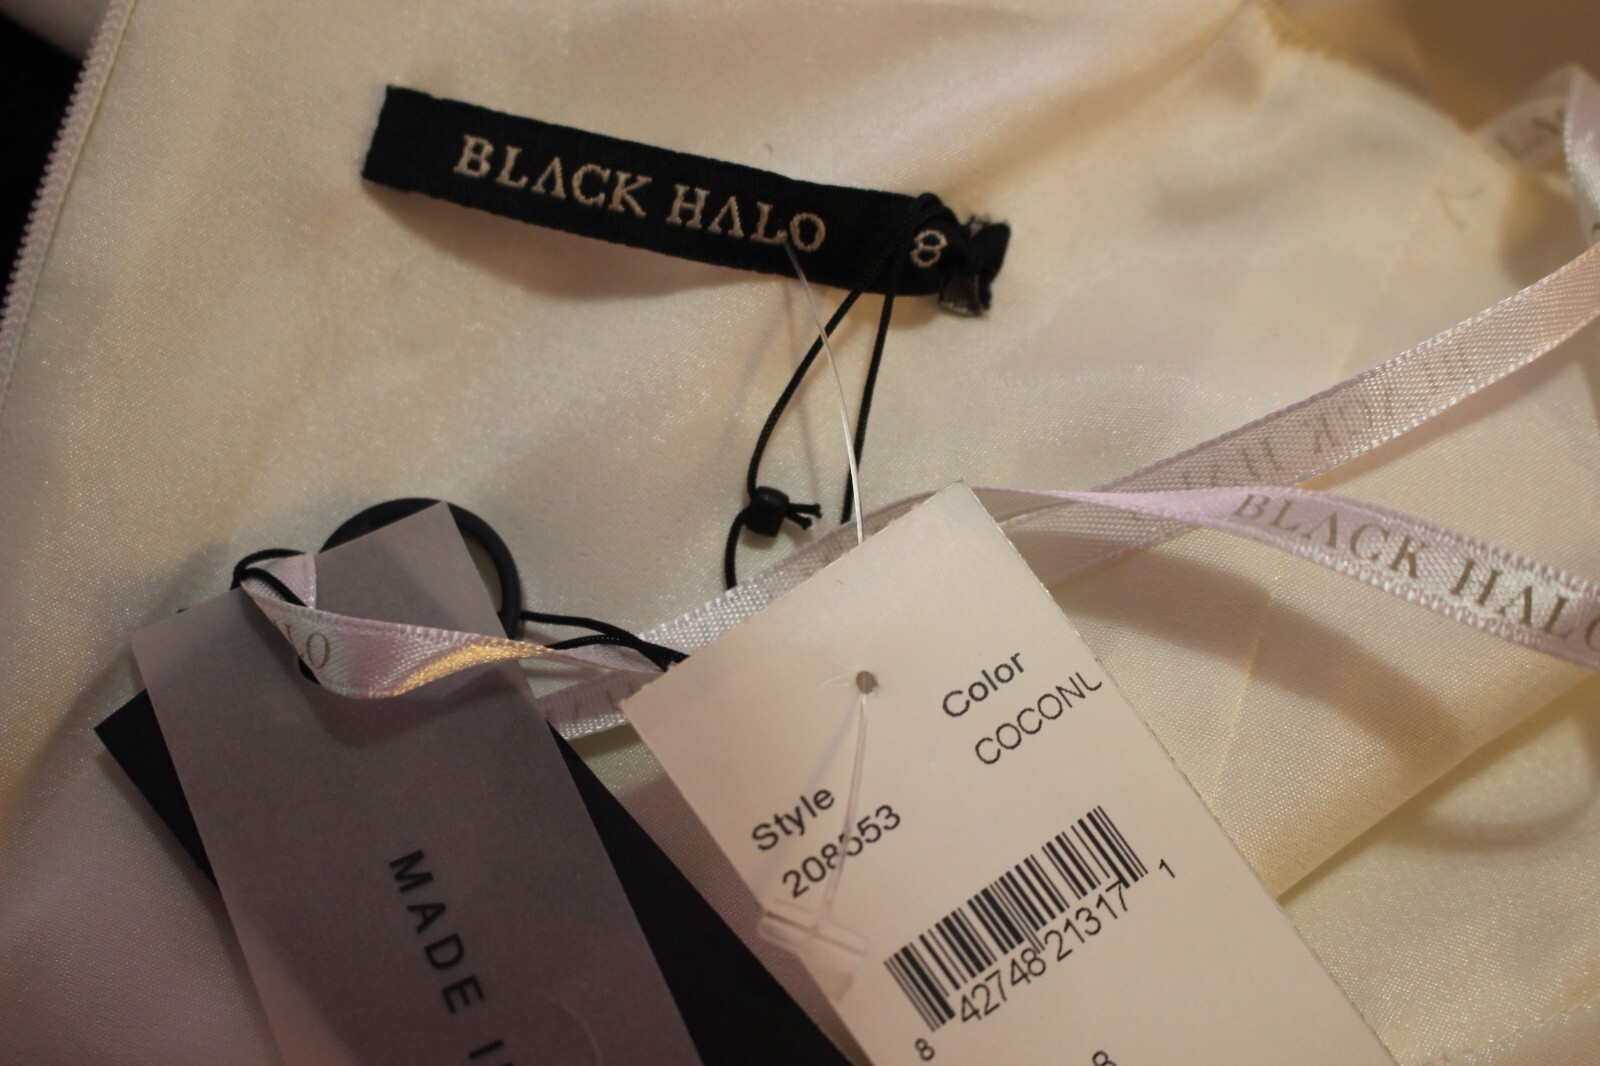 BLACK HALO 8
BLACK HALO
Color
COCONU
Style
208553
8 42748 21317 1
8
MADE